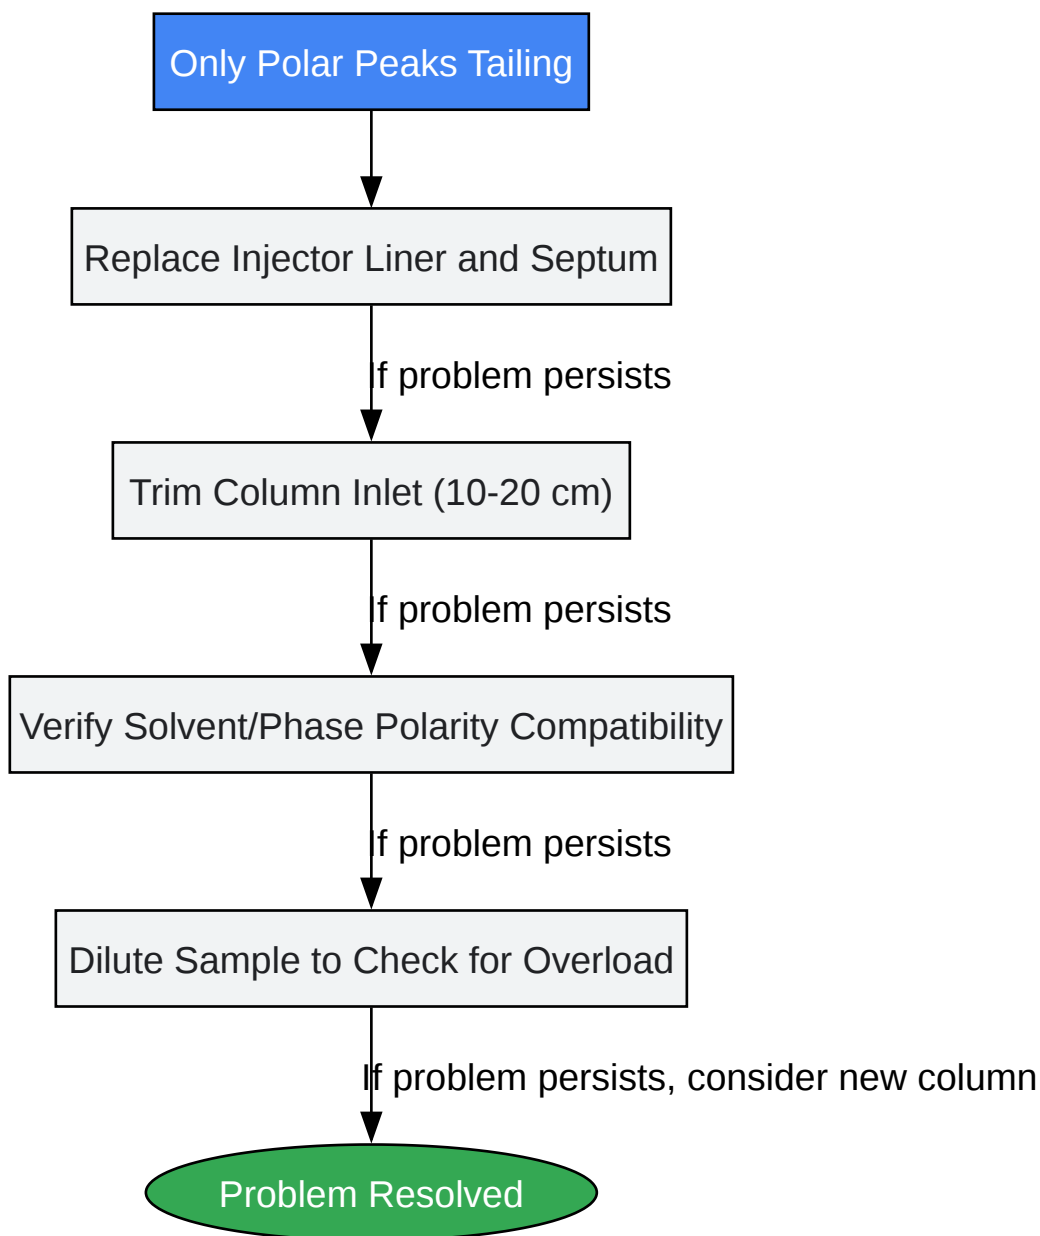 Only Polar Peaks Tailing
Replace Injector Liner and Septum
If problem persists
Trim Column Inlet (10-20 cm)
If problem persists
Verify Solvent/Phase Polarity Compatibility
If problem persists
Dilute Sample to Check for Overload
If problem persists, consider new column
Problem Resolved